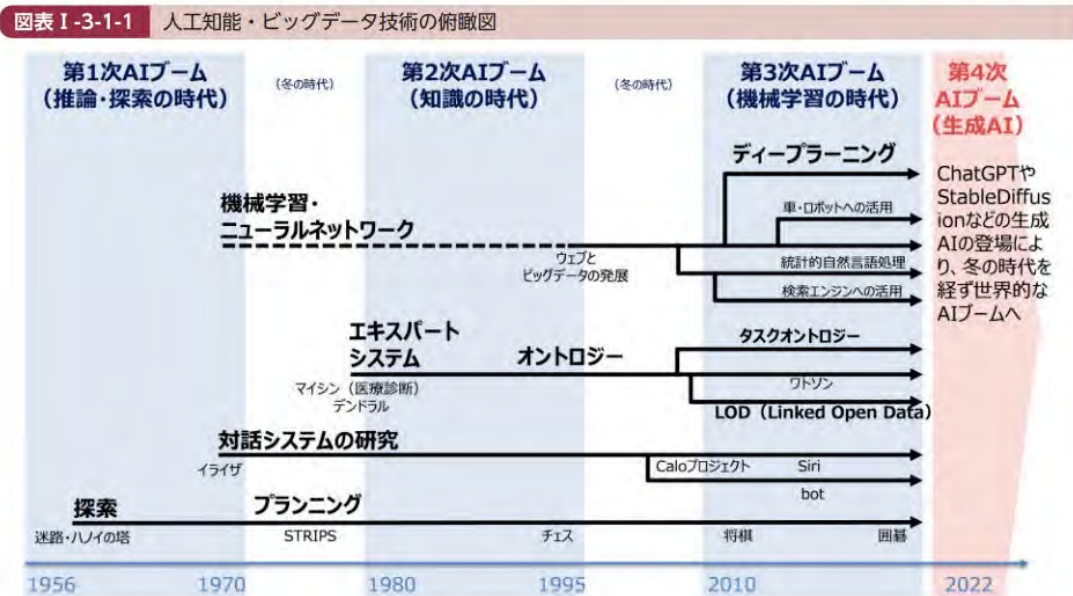 図表Ⅰ-3-1-1 人工知能・ビッグデータ技術の俯瞰図
第1次AIブーム
（推論・探索の時代）
（冬の時代）
第2次AIブーム
（知識の時代）
（冬の時代）
第3次AIブーム
（機械学習の時代）
第4次
AIブーム
（生成AI）
ディープラーニング
ChatGPTや
StableDiffus
ionなどの生成
AIの登場によ
り、冬の時代を
経ず世界的な
AIブームへ
機械学習・
ニューラルネットワーク
車・ロボットへの活用
ウェブと
ビッグデータの発展
統計的自然言語処理
検索エンジンへの活用
エキスパート
システム
オントロジー
タスクオントロジー
マイシン（医療診断）
デンドラル
ワトソン
LOD（Linked Open Data）
対話システムの研究
イライザ
Caloプロジェクト
Siri
bot
探索
プランニング
迷路・ハノイの塔
STRIPS
チェス
将棋
囲碁
1956
1970
1980
1995
2010
2022